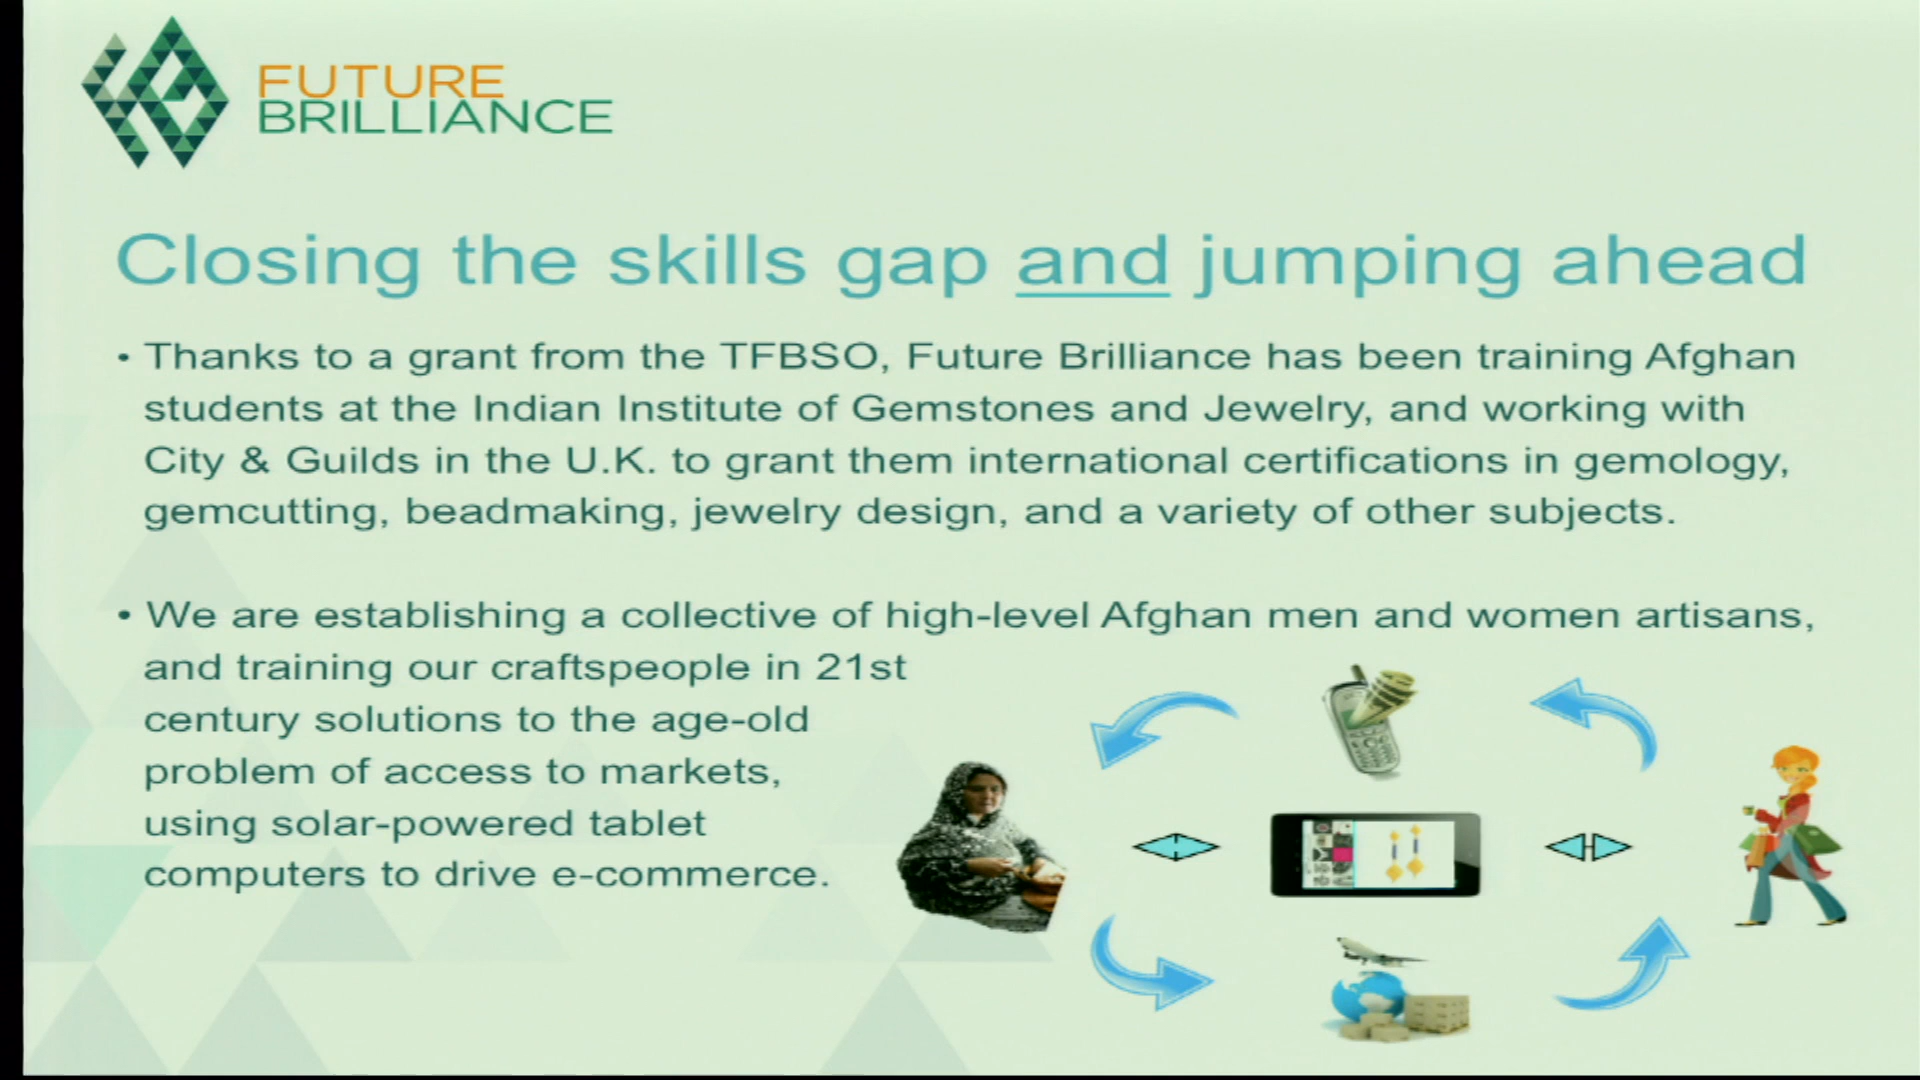 FUTURE
BRILLIANCE
Closing the skills gap and jumping ahead
• Thanks to a grant from the TFBSO, Future Brilliance has been training Afghan
students at the Indian Institute of Gemstones and Jewelry, and working with
City & Guilds in the U.K. to grant them international certifications in gemology,
gemcutting, beadmaking, jewelry design, and a variety of other subjects.
• We are establishing a collective of high-level Afghan men and women artisans,
and training our craftspeople in 21st
century solutions to the age-old
problem of access to markets,
using solar-powered tablet
computers to drive e-commerce.